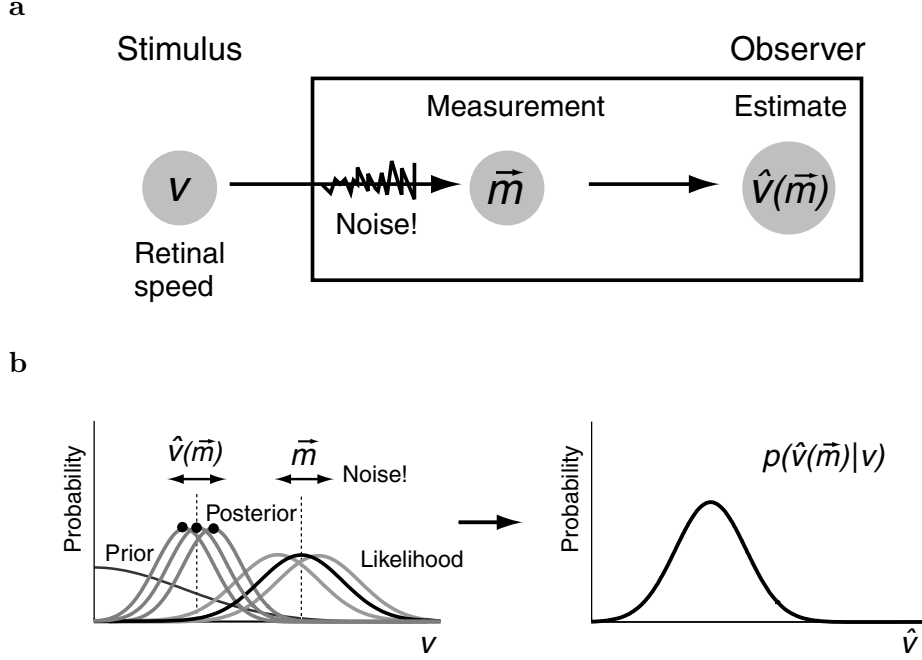 a
Stimulus
Observer
Measurement
Estimate
v
m⃗
v̂(m⃗)
Noise!
Retinal
speed
b
v̂(m⃗)
m⃗
Noise!
p(v̂(m⃗)|v)
Probability
Posterior
Prior
Likelihood
v
Probability
v̂